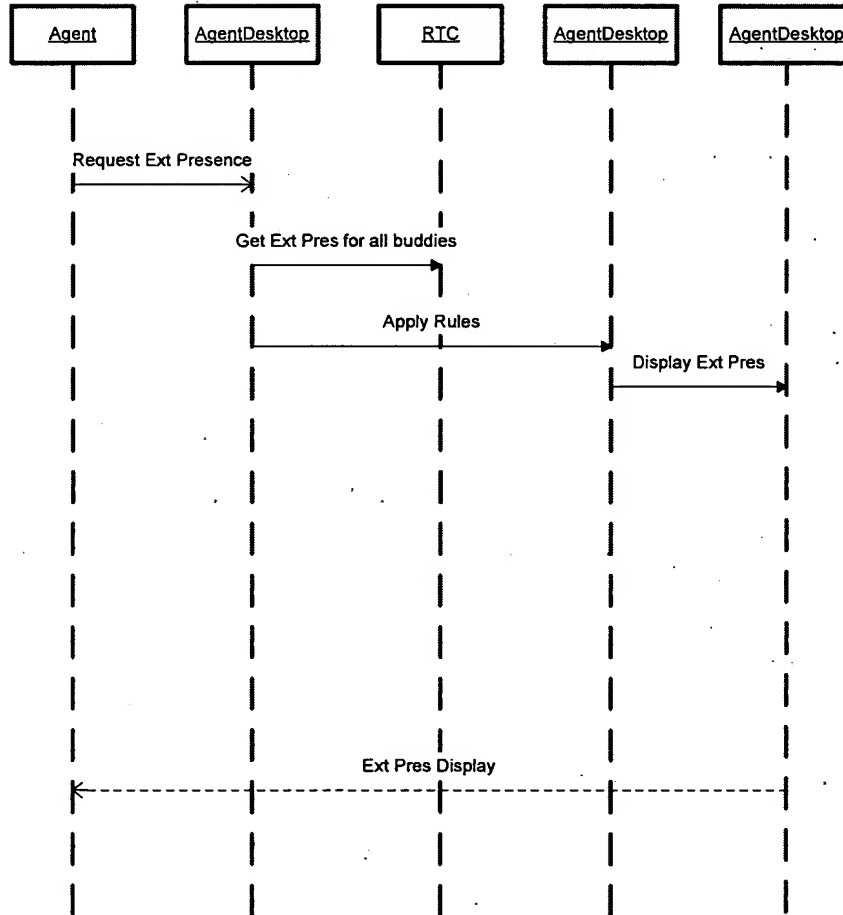 Agent
AgentDesktop
RTC
AgentDesktop
AgentDesktop
Request Ext Presence
Get Ext Pres for all buddies
Apply Rules
Display Ext Pres
Ext Pres Display